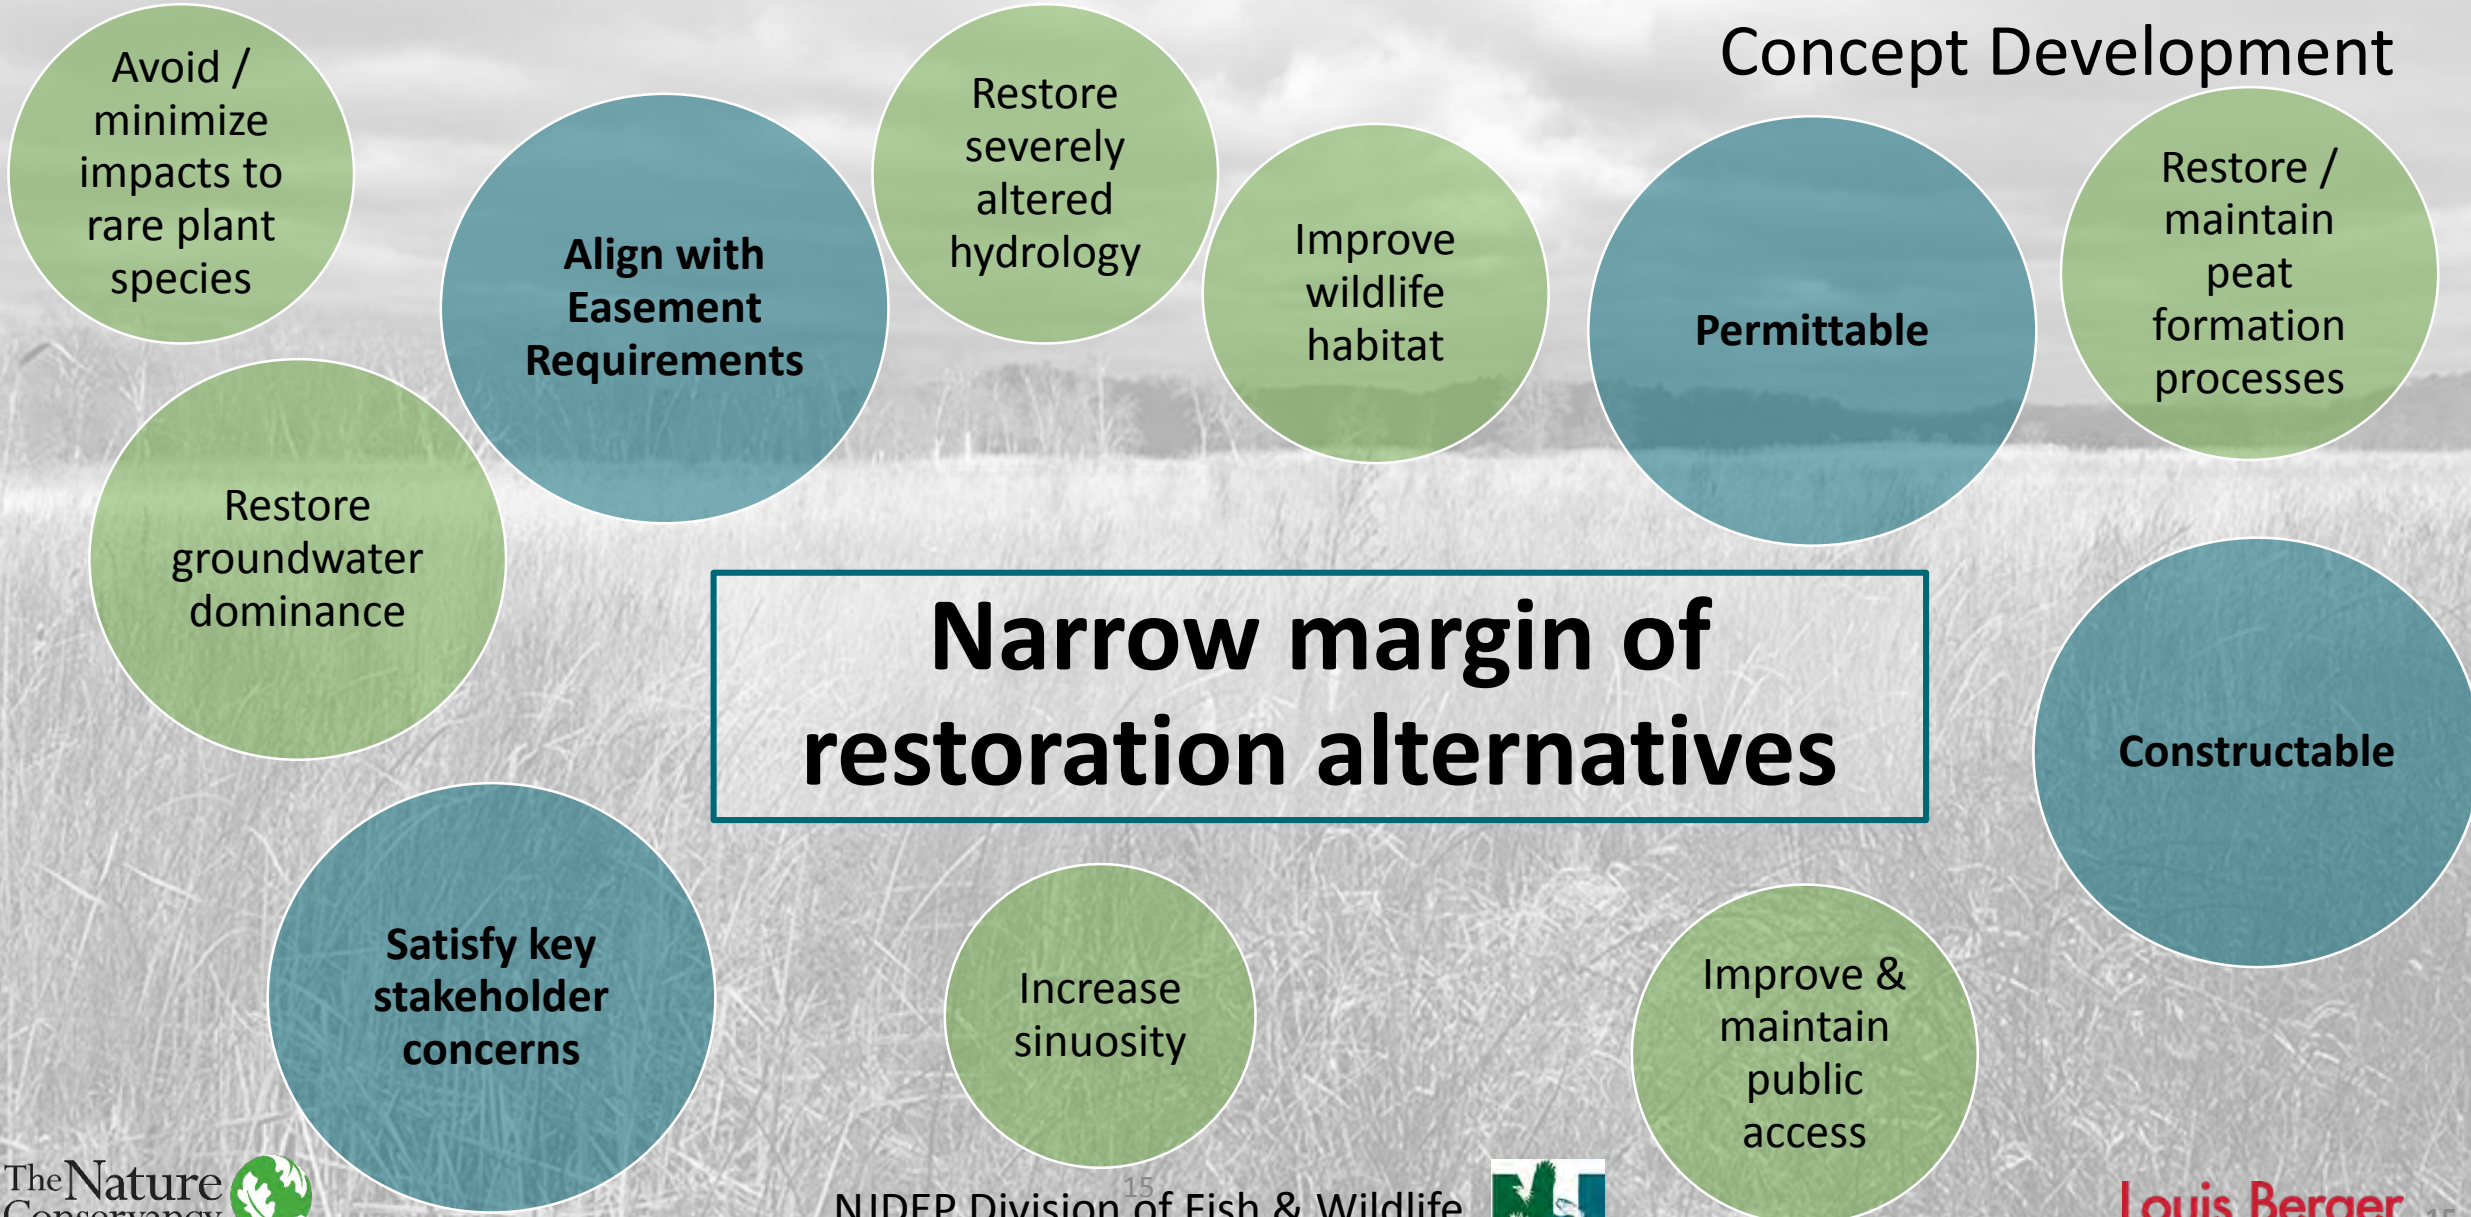 Concept Development
Avoid /
minimize
impacts to
rare plant
species
Align with
Easement
Requirements
Restore
severely
altered
hydrology
Improve
wildlife
habitat
Permittable
Restore /
maintain
peat
formation
processes
Restore
groundwater
dominance
Narrow margin of
restoration alternatives
Constructable
Satisfy key
stakeholder
concerns
Increase
sinuosity
Improve &
maintain
public
access
The Nature
Conservancy
15
NJDEP Division of Fish & Wildlife
Louis Berger
15